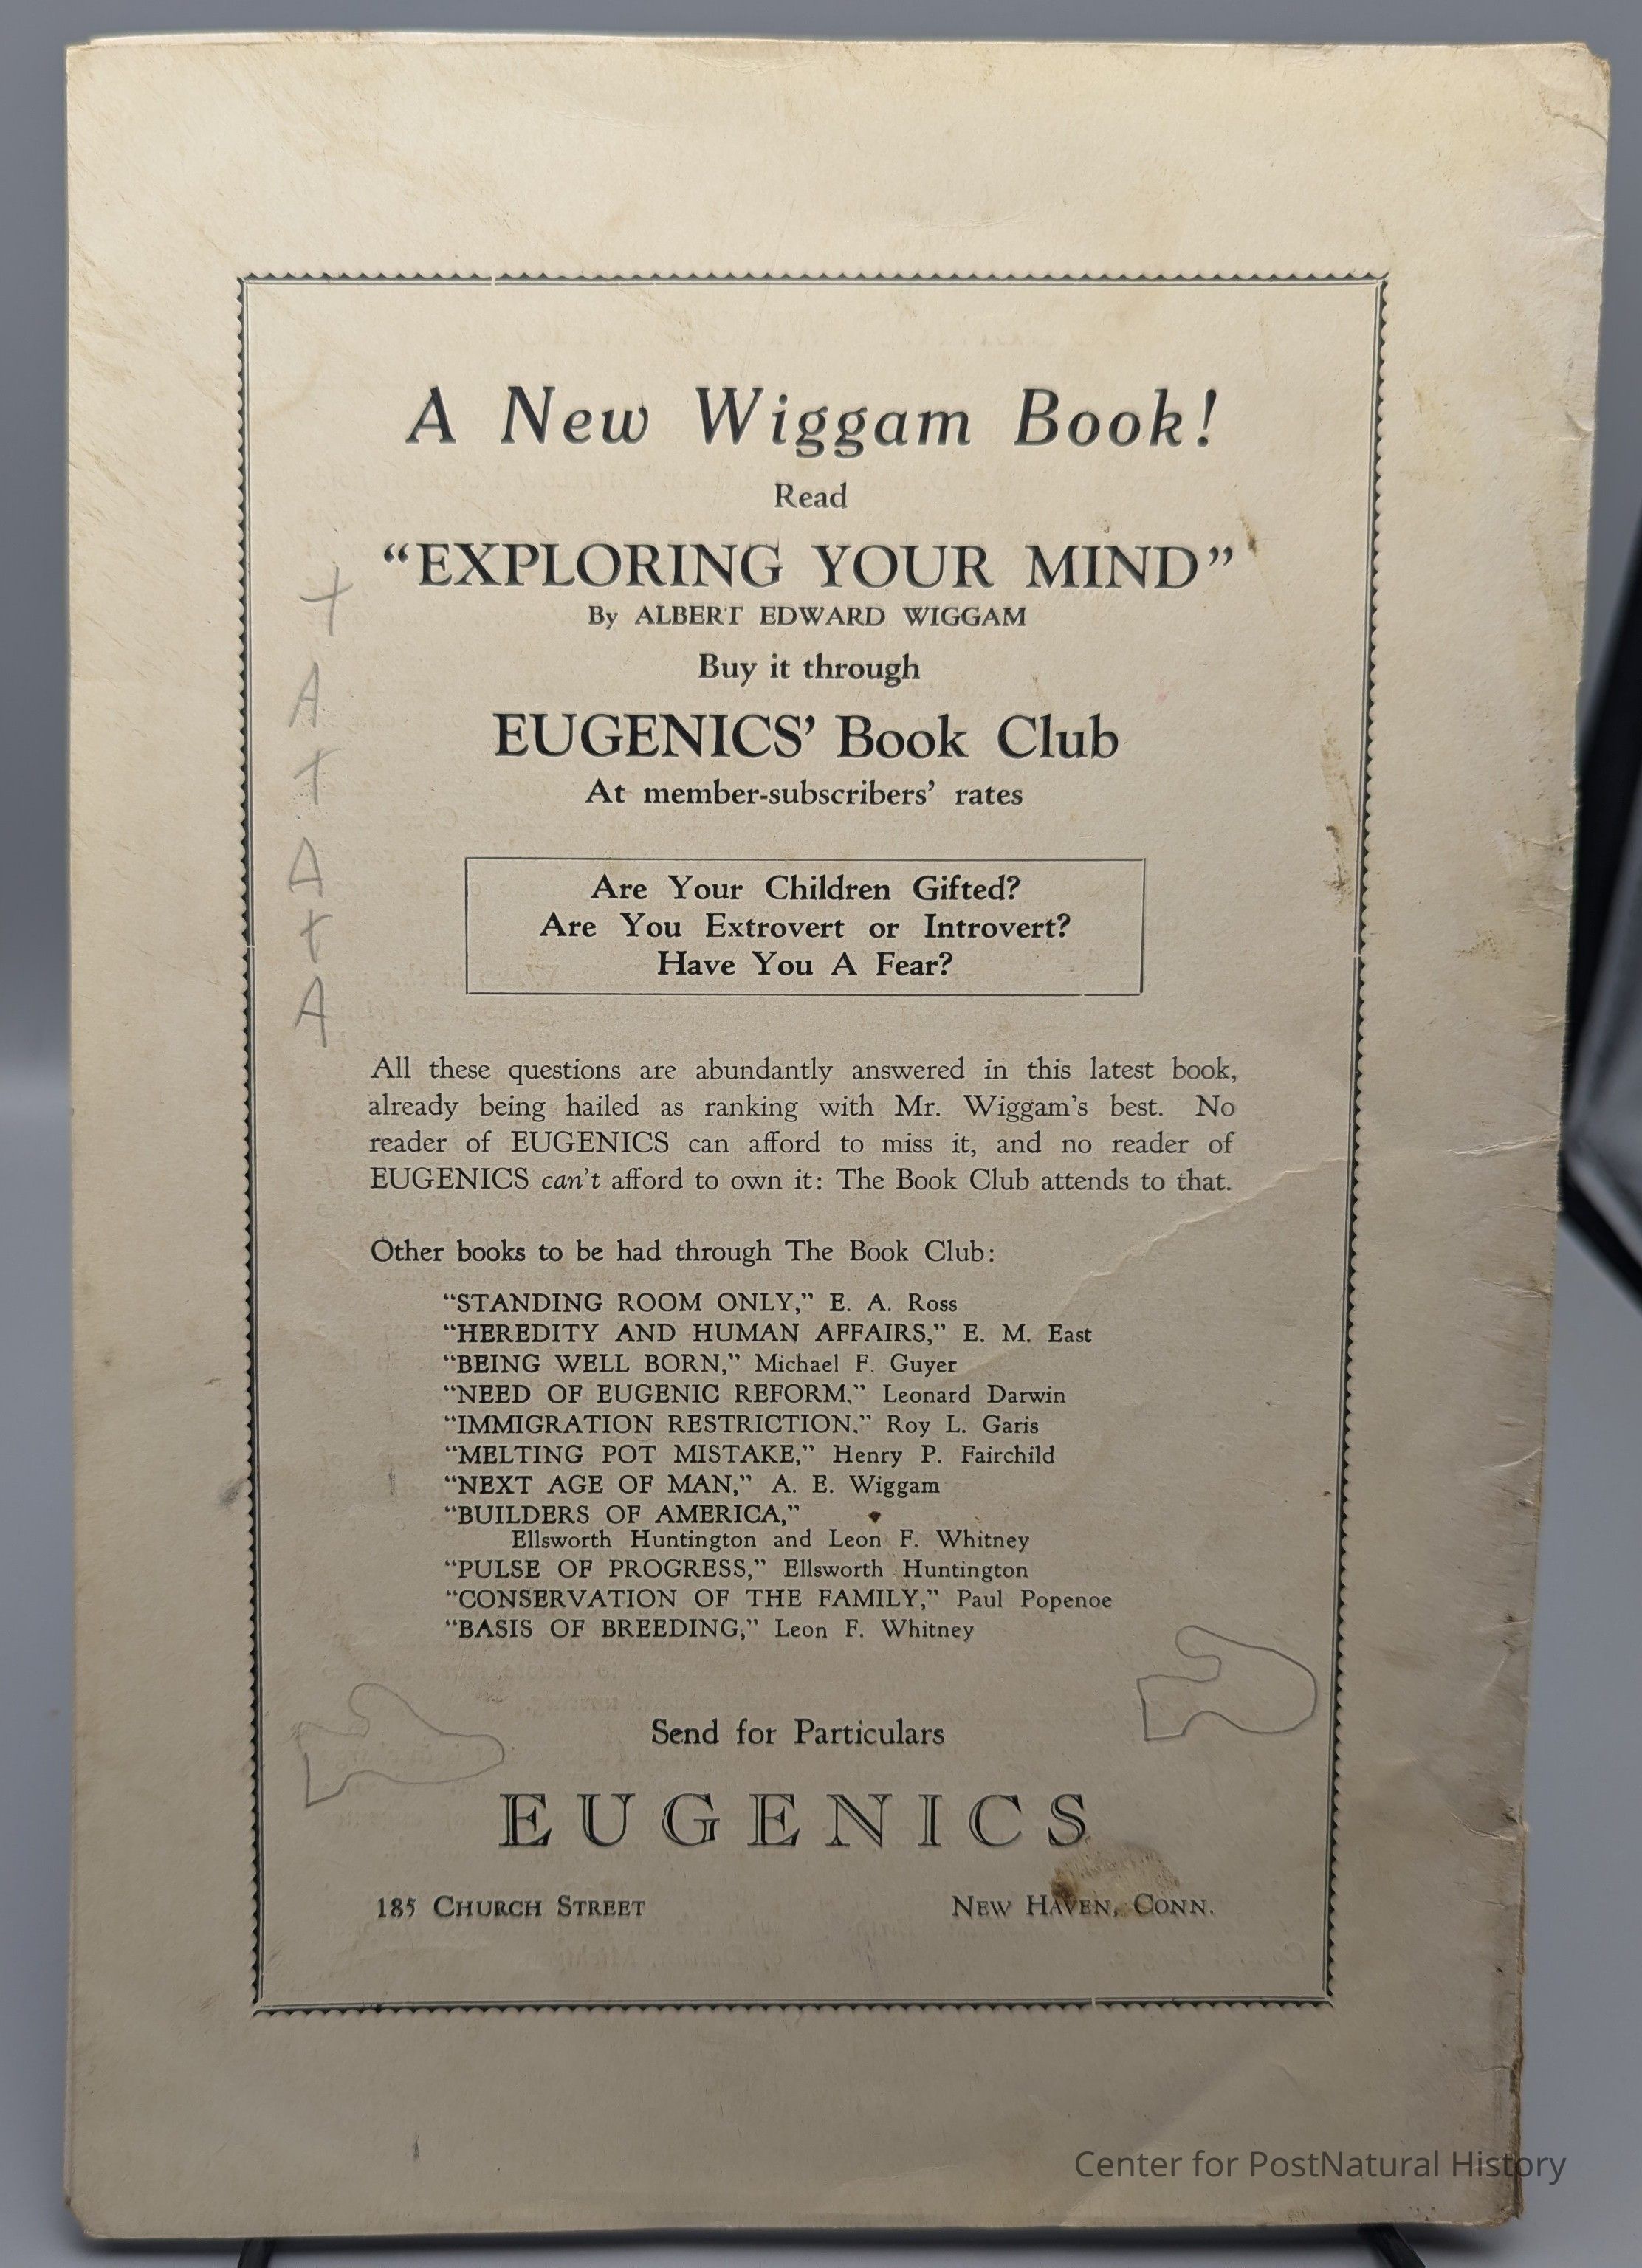 A New Wiggam Book!
Read
“EXPLORING YOUR MIND”
By ALBERT EDWARD WIGGAM
Buy it through
EUGENICS’ Book Club
At member-subscribers’ rates
Are Your Children Gifted?
Are You Extrovert or Introvert?
Have You A Fear?
All these questions are abundantly answered in this latest book,
already being hailed as ranking with Mr. Wiggam’s best. No
reader of EUGENICS can afford to miss it, and no reader of
EUGENICS can’t afford to own it: The Book Club attends to that.
Other books to be had through The Book Club:
“STANDING ROOM ONLY,” E. A. Ross
“HEREDITY AND HUMAN AFFAIRS,” E. M. East
“BEING WELL BORN,” Michael F. Guyer
“NEED OF EUGENIC REFORM,” Leonard Darwin
“IMMIGRATION RESTRICTION.” Roy L. Garis
“MELTING POT MISTAKE,” Henry P. Fairchild
“NEXT AGE OF MAN,” A. E. Wiggam
“BUILDERS OF AMERICA,”
Ellsworth Huntington and Leon F. Whitney
“PULSE OF PROGRESS,” Ellsworth Huntington
“CONSERVATION OF THE FAMILY,” Paul Popenoe
“BASIS OF BREEDING,” Leon F. Whitney
Send for Particulars
EUGENICS
185 CHURCH STREET NEW HAVEN, CONN.
Center for PostNatural History